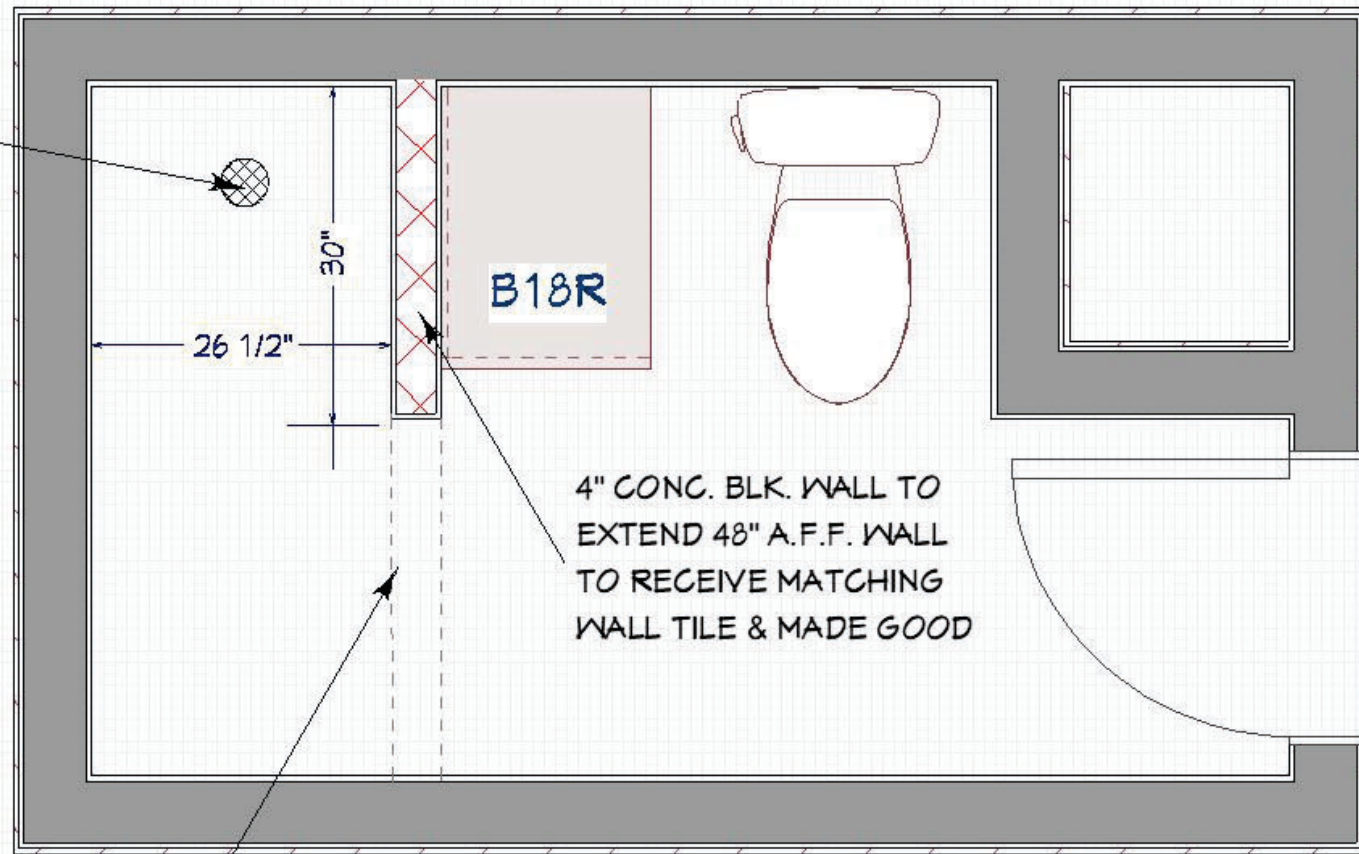 30"
26 1/2"
B18R
4" CONC. BLK. WALL TO
EXTEND 48" A.F.F. WALL
TO RECEIVE MATCHING
WALL TILE & MADE GOOD